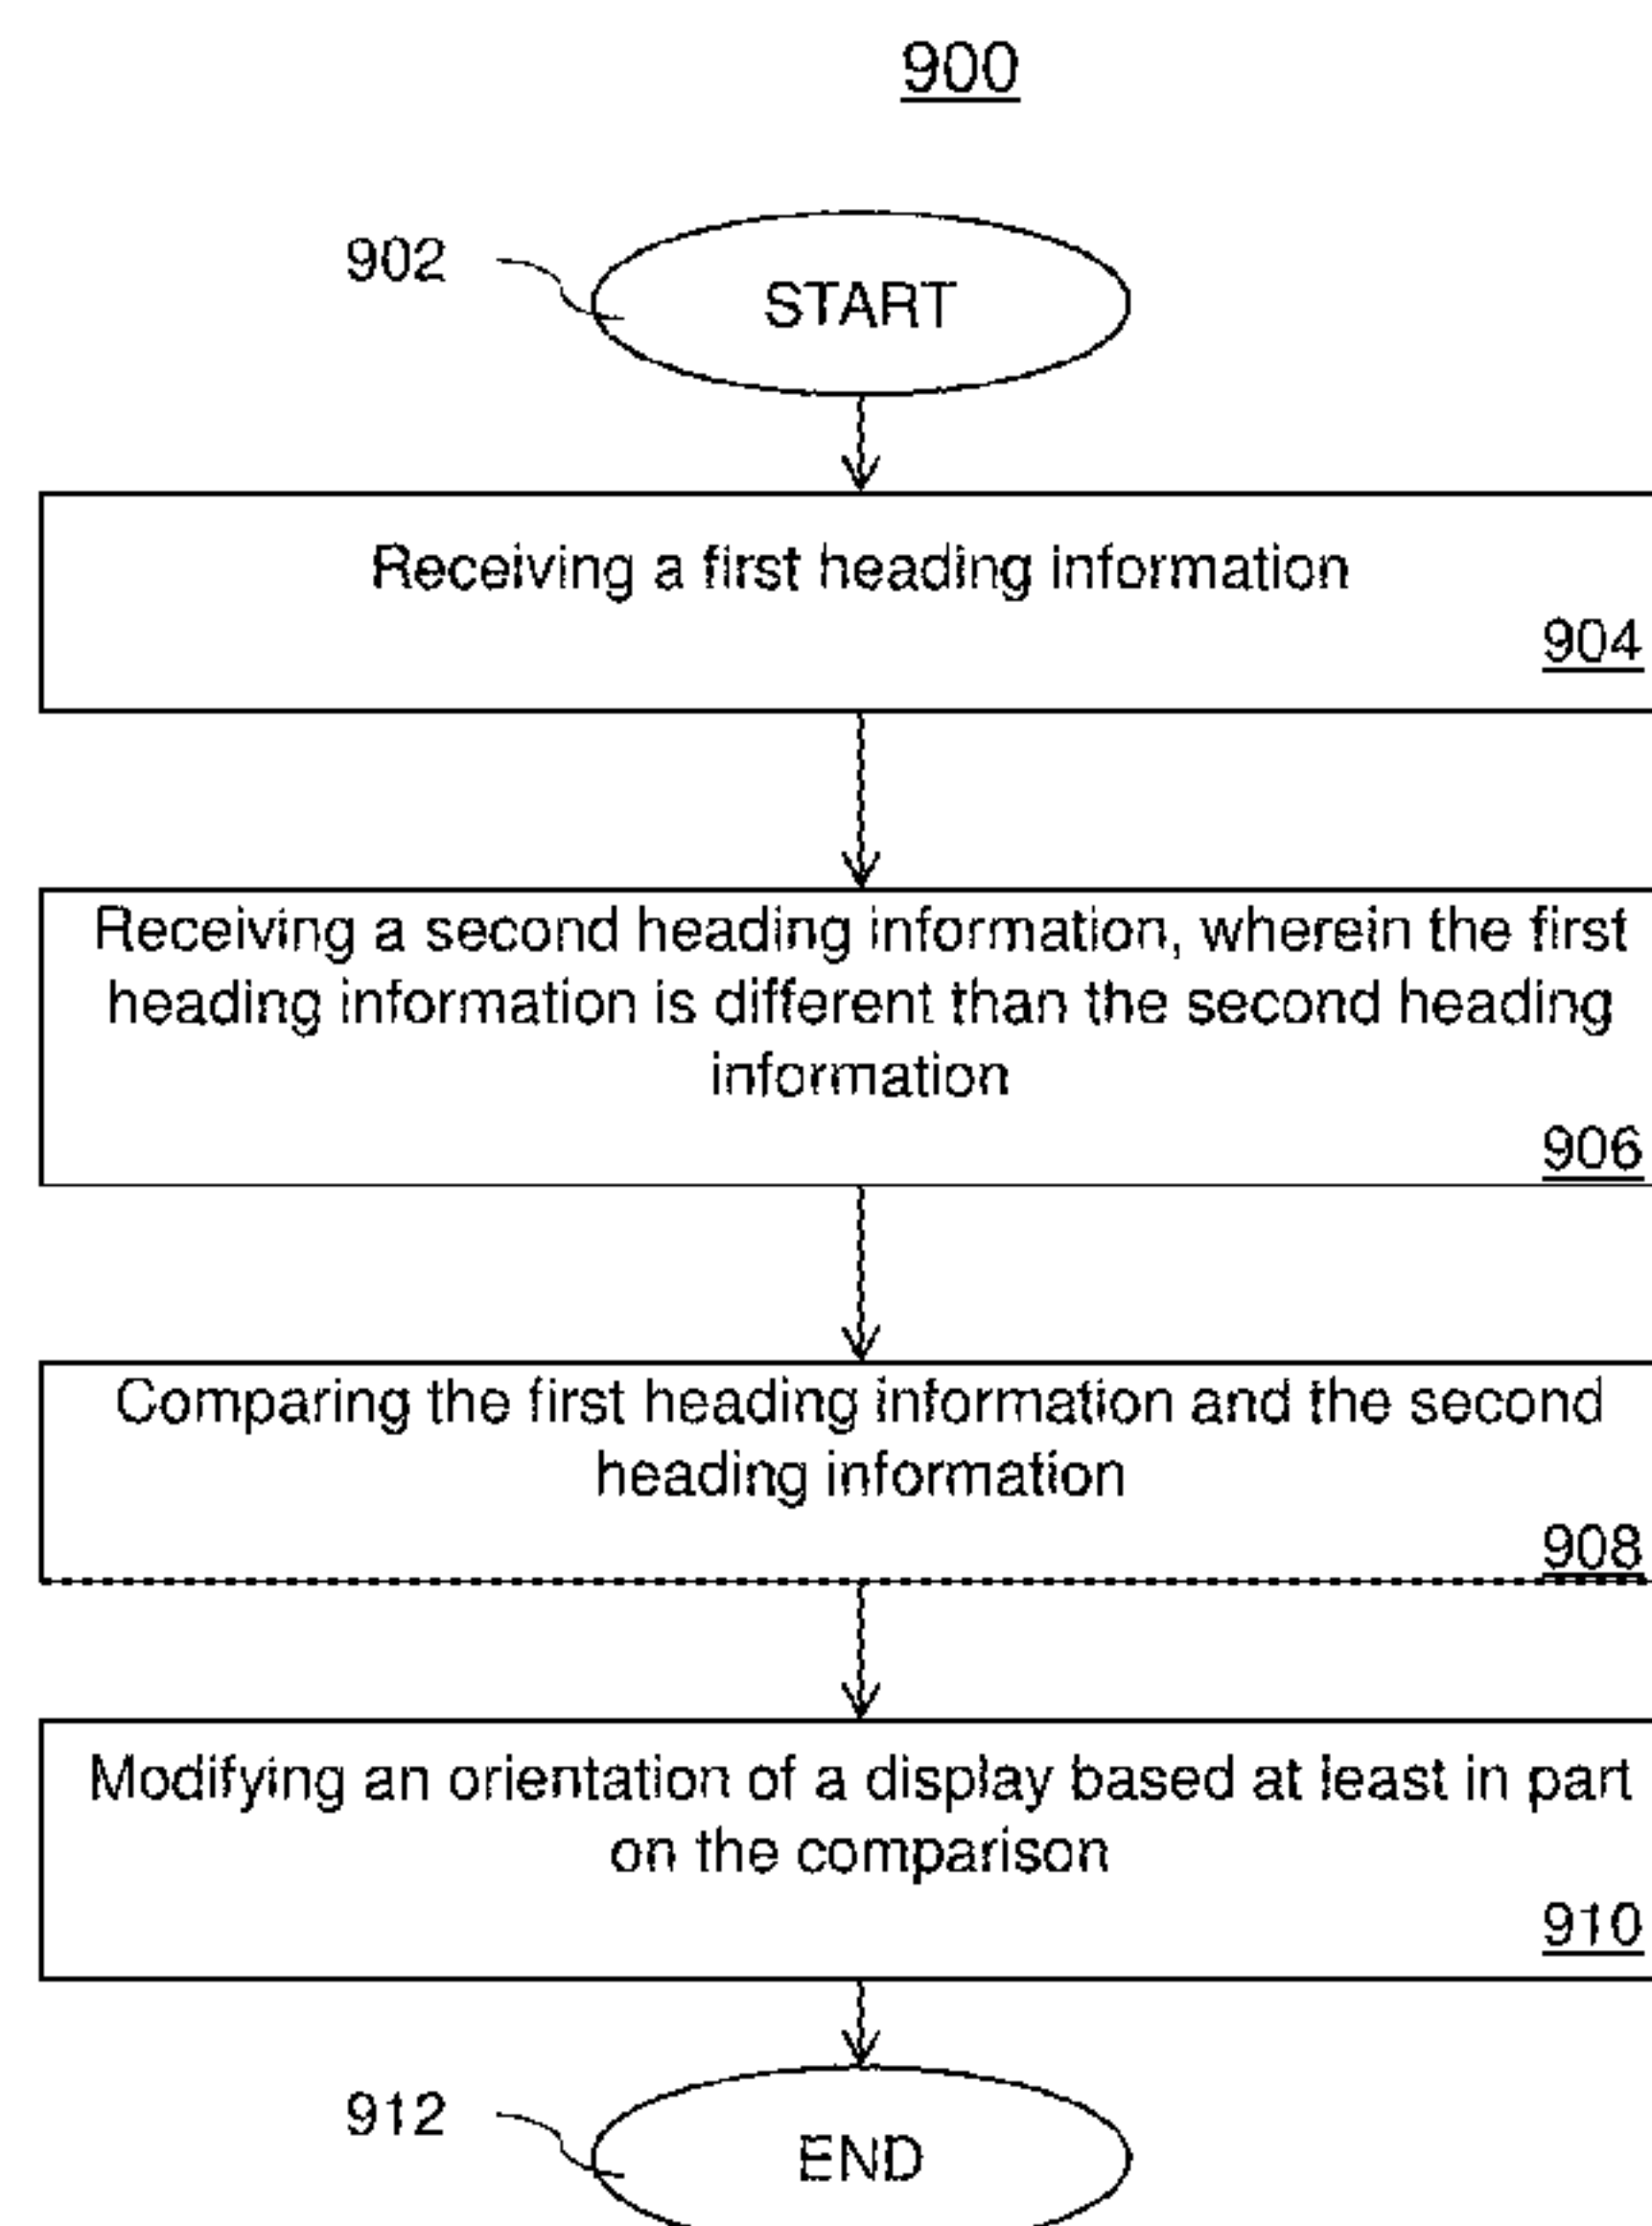 900
902
START
Receiving a first heading information
904
Receiving a second heading information, wherein the first
heading information is different than the second heading
information
906
Comparing the first heading information and the second
heading information
908
Modifying an orientation of a display based at least in part
on the comparison
910
912
END